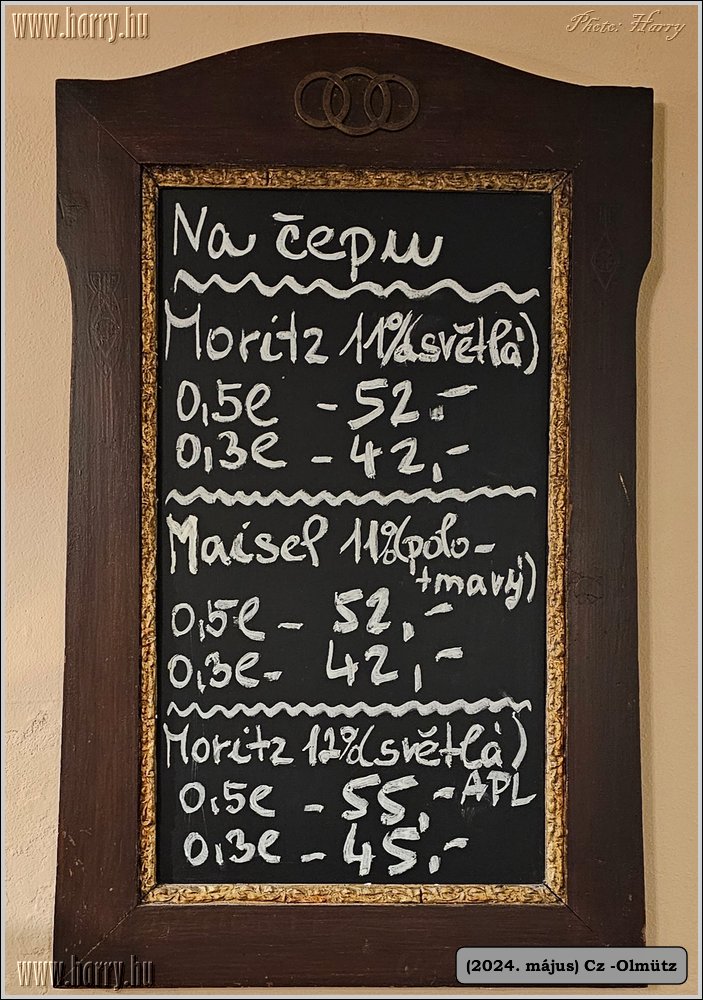 www.harry.hu
Photo: Harry
Na čepu
Moritz 11% (světlá)
0,5l - 52,-
0,3l - 42,-
Maisel 11% (polo-
tmavý)
0,5l - 52,-
0,3l - 42,-
Moritz 12% (světlá)
APL
0,5l - 55,-
0,3l - 45,-
www.harry.hu
(2024. május) Cz -Olmütz